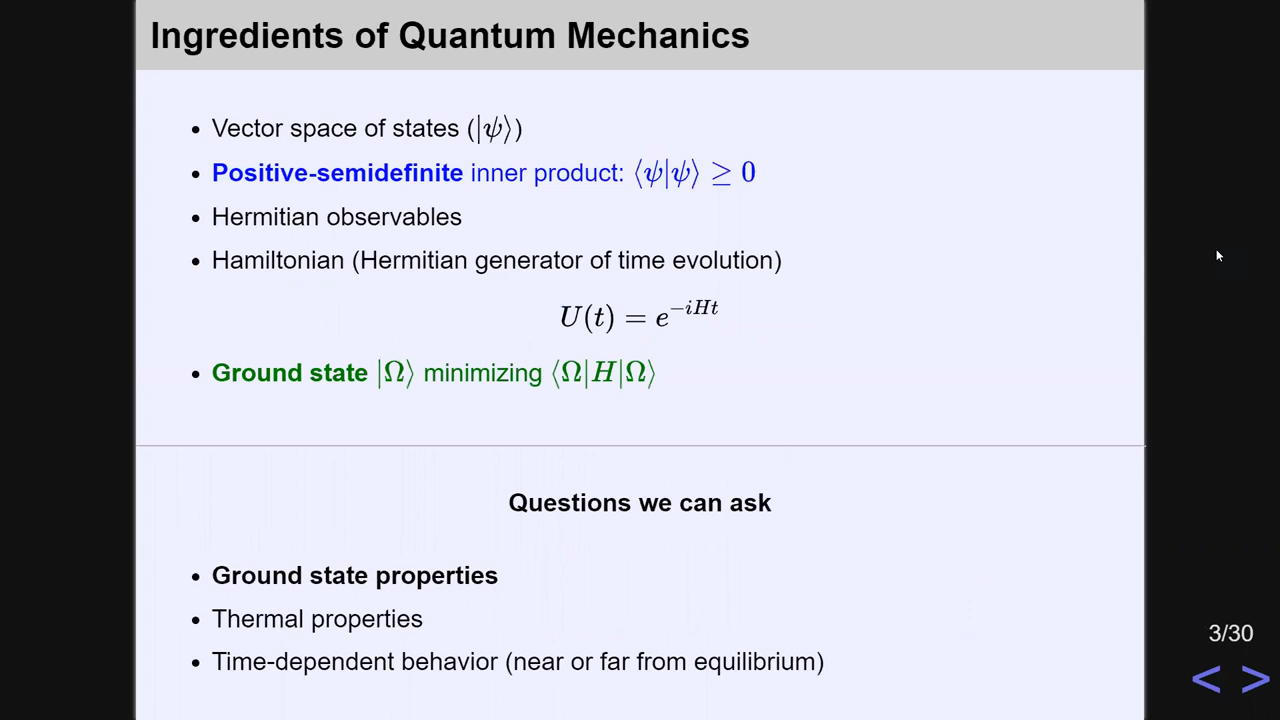 Ingredients of Quantum Mechanics
• Vector space of states (|ψ⟩)
• Positive-semidefinite inner product: ⟨ψ|ψ⟩ ≥ 0
• Hermitian observables
• Hamiltonian (Hermitian generator of time evolution)
U(t) = e^{−iHt}
• Ground state |Ω⟩ minimizing ⟨Ω|H|Ω⟩
Questions we can ask
• Ground state properties
• Thermal properties
• Time-dependent behavior (near or far from equilibrium)
3/30
< >